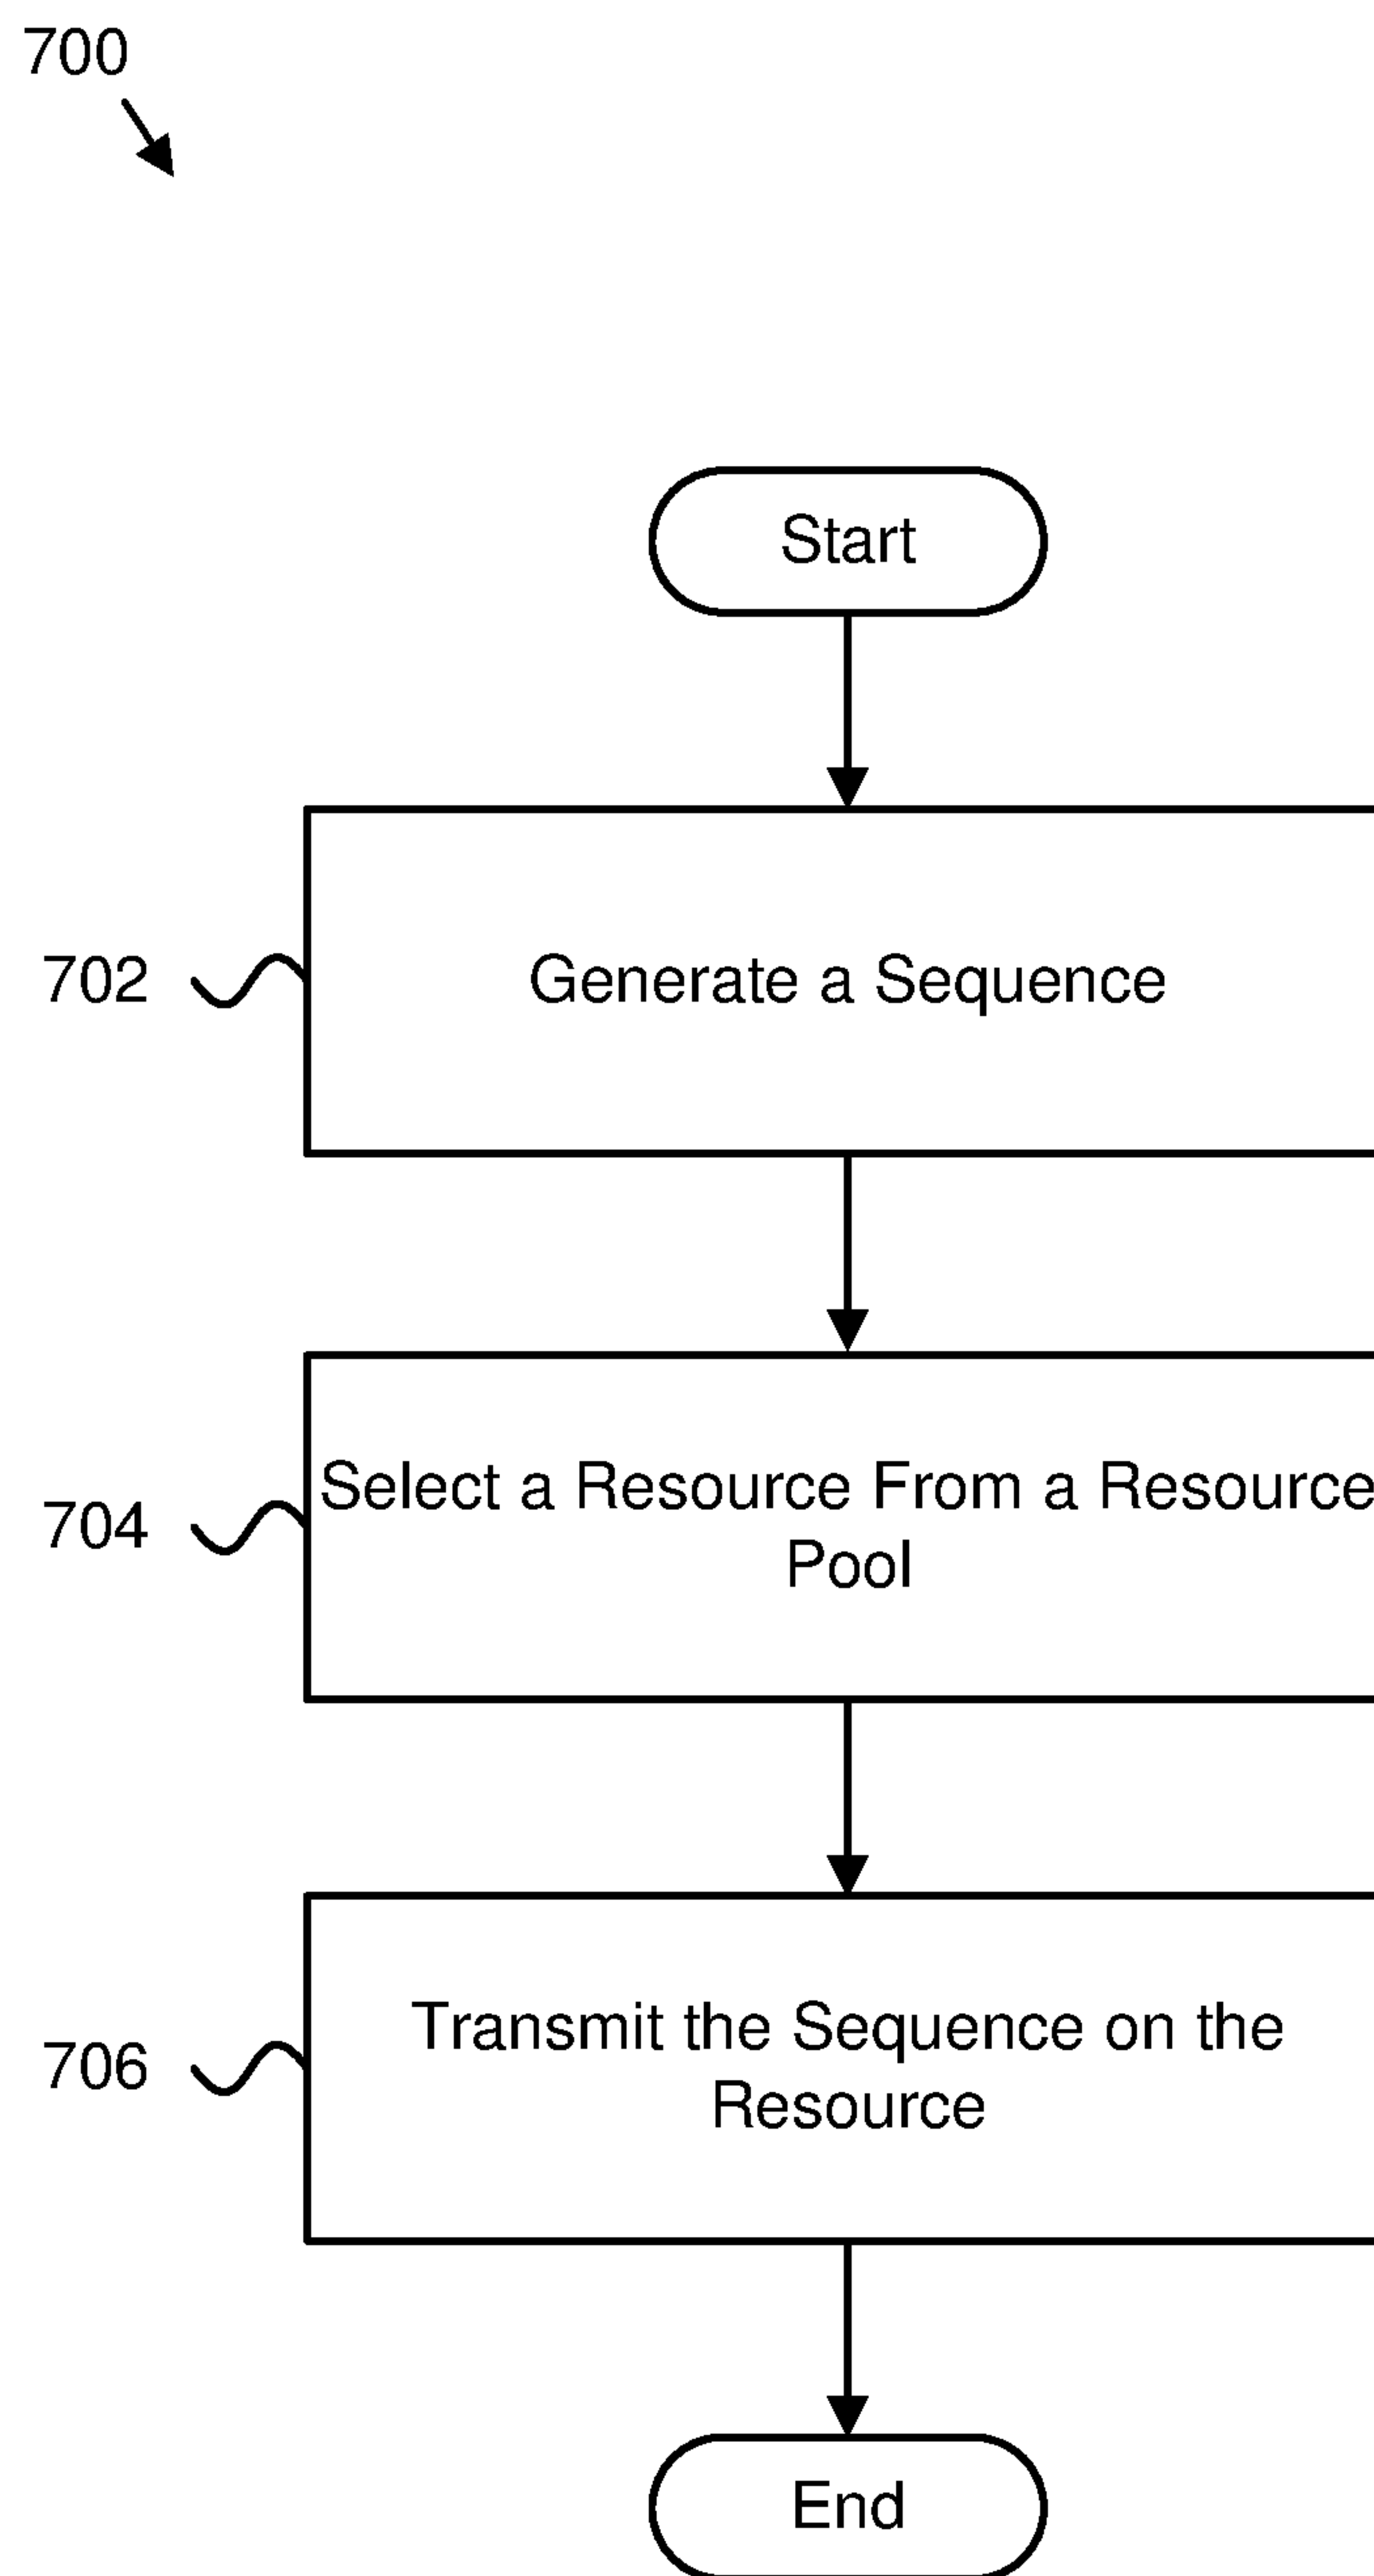 700
Start
702
Generate a Sequence
704
Select a Resource From a Resource
Pool
706
Transmit the Sequence on the
Resource
End